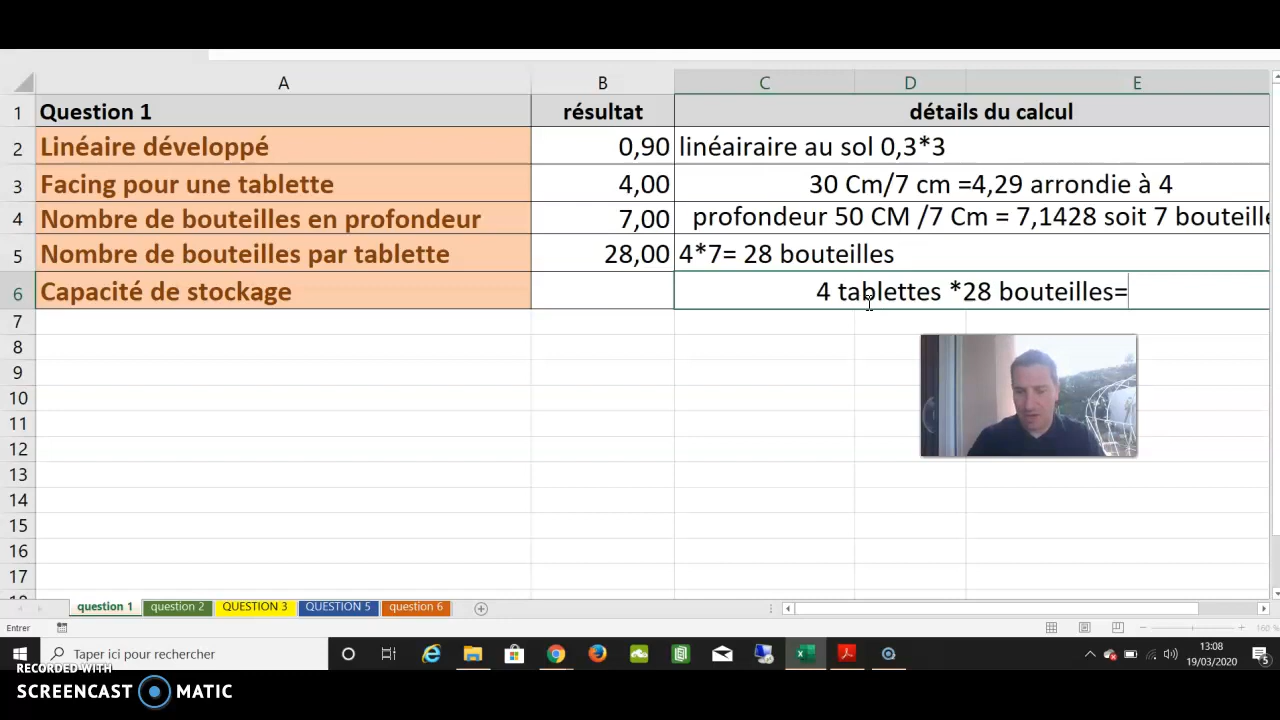 A B C D E
1 Question 1 résultat détails du calcul
2 Linéaire développé 0,90 linéairaire au sol 0,3*3
3 Facing pour une tablette 4,00 30 Cm/7 cm =4,29 arrondie à 4
4 Nombre de bouteilles en profondeur 7,00 profondeur 50 CM /7 Cm = 7,1428 soit 7 bouteille
5 Nombre de bouteilles par tablette 28,00 4*7= 28 bouteilles
6 Capacité de stockage 4 tablettes *28 bouteilles=
7
8
9
10
11
12
13
14
15
16
17
question 1 question 2 QUESTION 3 QUESTION 5 question 6
Entrer 160 %
Taper ici pour rechercher 13:08
19/03/2020 5
RECORDED WITH
SCREENCAST MATIC